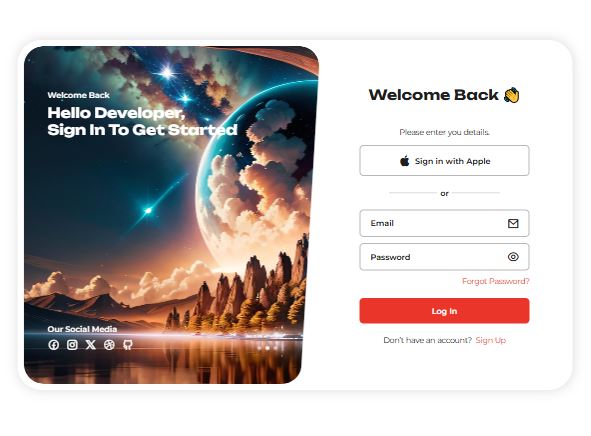 Welcome Back
Hello Developer,
Sign In To Get Started
Our Social Media
Welcome Back 👋
Please enter you details.
Sign in with Apple
or
Email
Password
Forgot Password?
Log In
Don't have an account? Sign Up